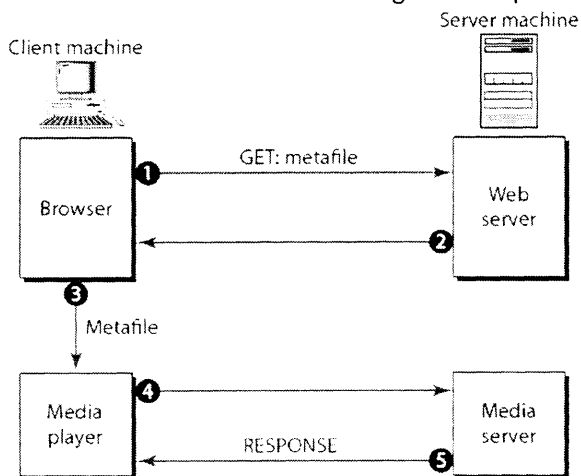 Server machine
Client machine
1
GET: metafile
Browser
Web
server
2
3
Metafile
4
Media
player
Media
server
RESPONSE
5